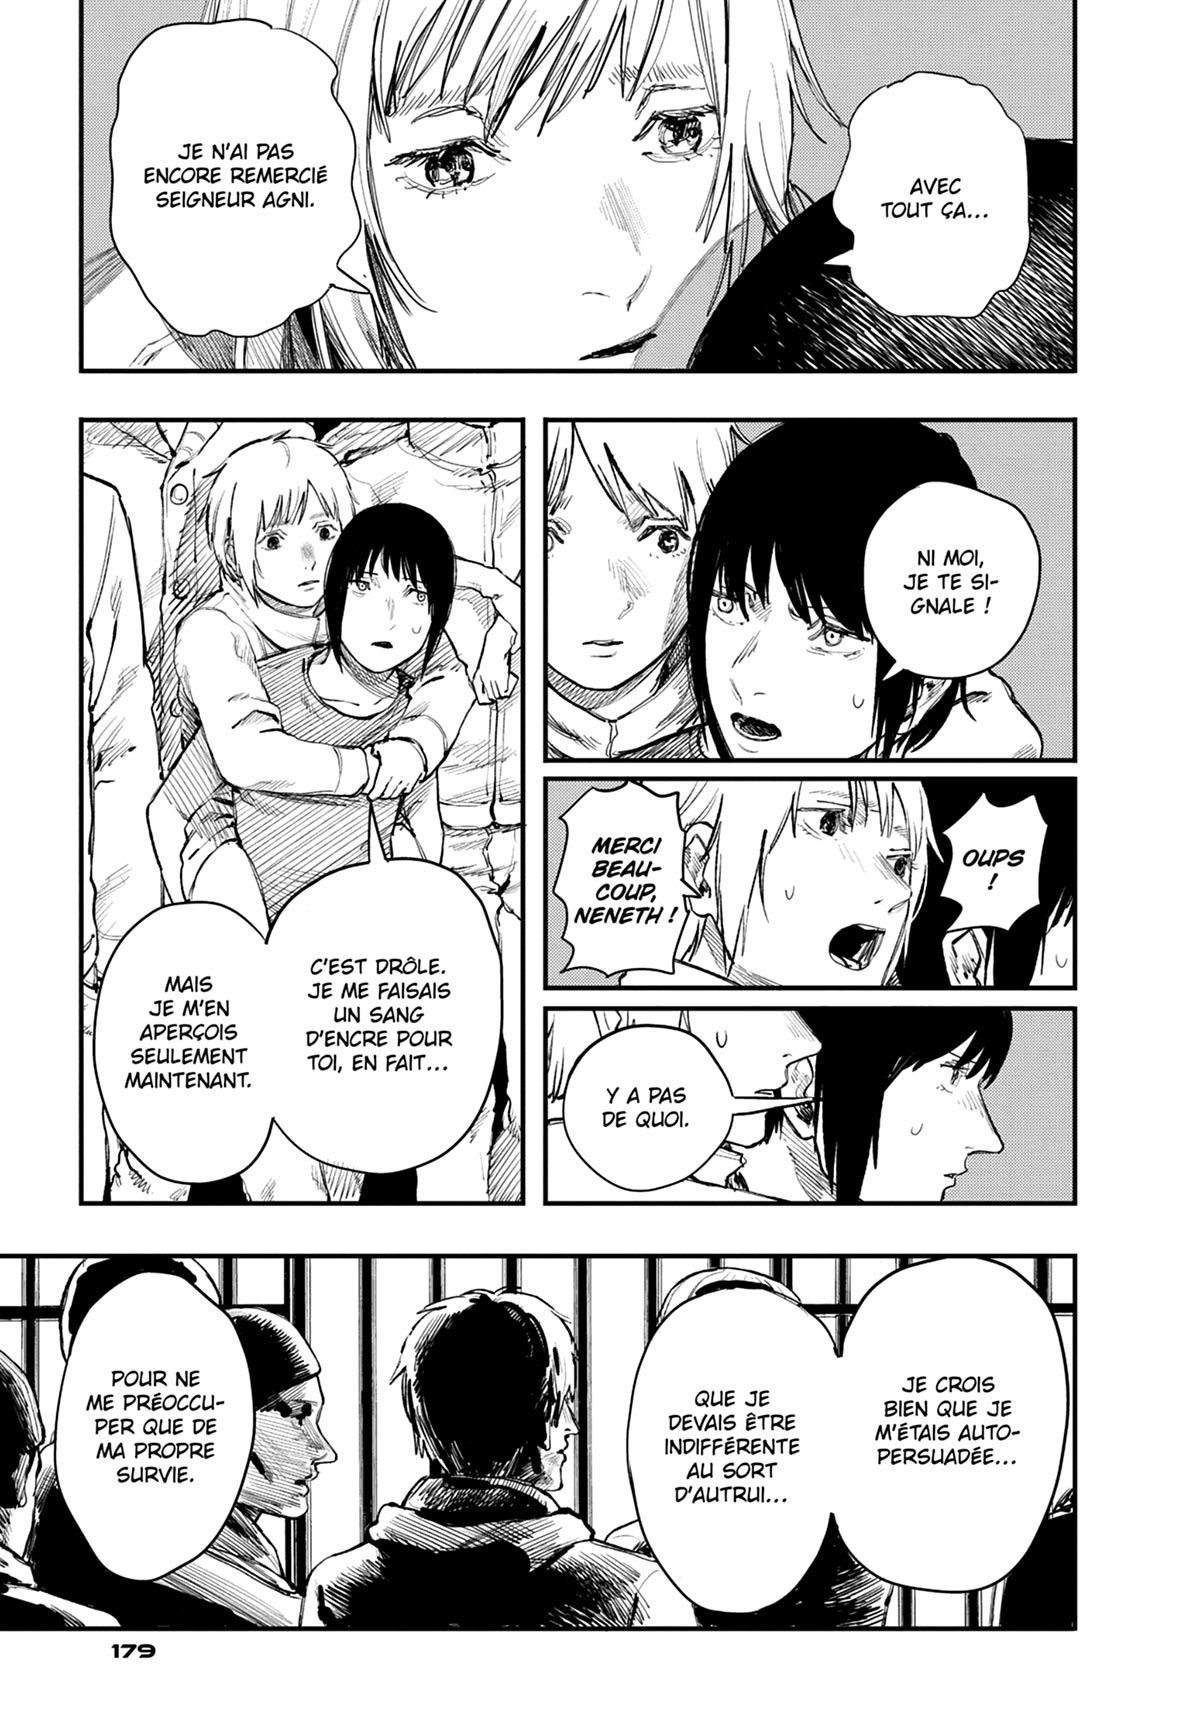 AVEC
TOUT ÇA...
JE N'AI PAS
ENCORE REMERCIÉ
SEIGNEUR AGNI.
NI MOI,
JE TE SI-
GNALE !
OUPS
!
MERCI
BEAU-
COUP,
NENETH !
Y A PAS
DE QUOI.
C'EST DRÔLE.
JE ME FAISAIS
UN SANG
D'ENCRE POUR
TOI, EN FAIT...
MAIS
JE M'EN
APERÇOIS
SEULEMENT
MAINTENANT.
JE CROIS
BIEN QUE JE
M'ÉTAIS AUTO-
PERSUADÉE...
QUE JE
DEVAIS ÊTRE
INDIFFÉRENTE
AU SORT
D'AUTRUI...
POUR NE
ME PRÉOCCU-
PER QUE DE
MA PROPRE
SURVIE.
179